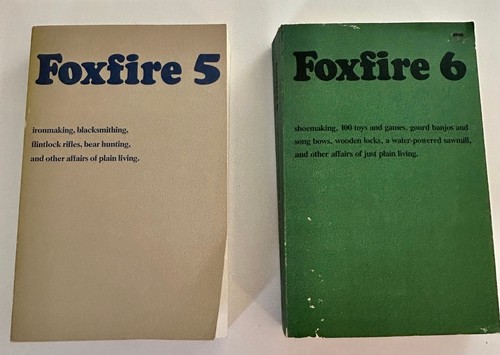 Foxfire 5
ironmaking, blacksmithing,
flintlock rifles, bear hunting,
and other affairs of plain living.
Foxfire 6
shoemaking, 100 toys and games, gourd banjos and
song bows, wooden locks, a water-powered sawmill,
and other affairs of just plain living.